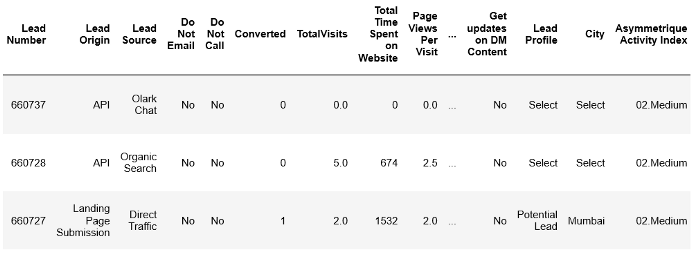 Lead Number Lead Origin Lead Source Do Not Email Do Not Call Converted TotalVisits Total Time Spent on Website Page Views Per Visit ... Get updates on DM Content Lead Profile City Asymmetrique Activity Index
660737 API Olark Chat No No 0 0.0 0 0.0 ... No Select Select 02.Medium
660728 API Organic Search No No 0 5.0 674 2.5 ... No Select Select 02.Medium
660727 Landing Page Submission Direct Traffic No No 1 2.0 1532 2.0 ... No Potential Lead Mumbai 02.Medium